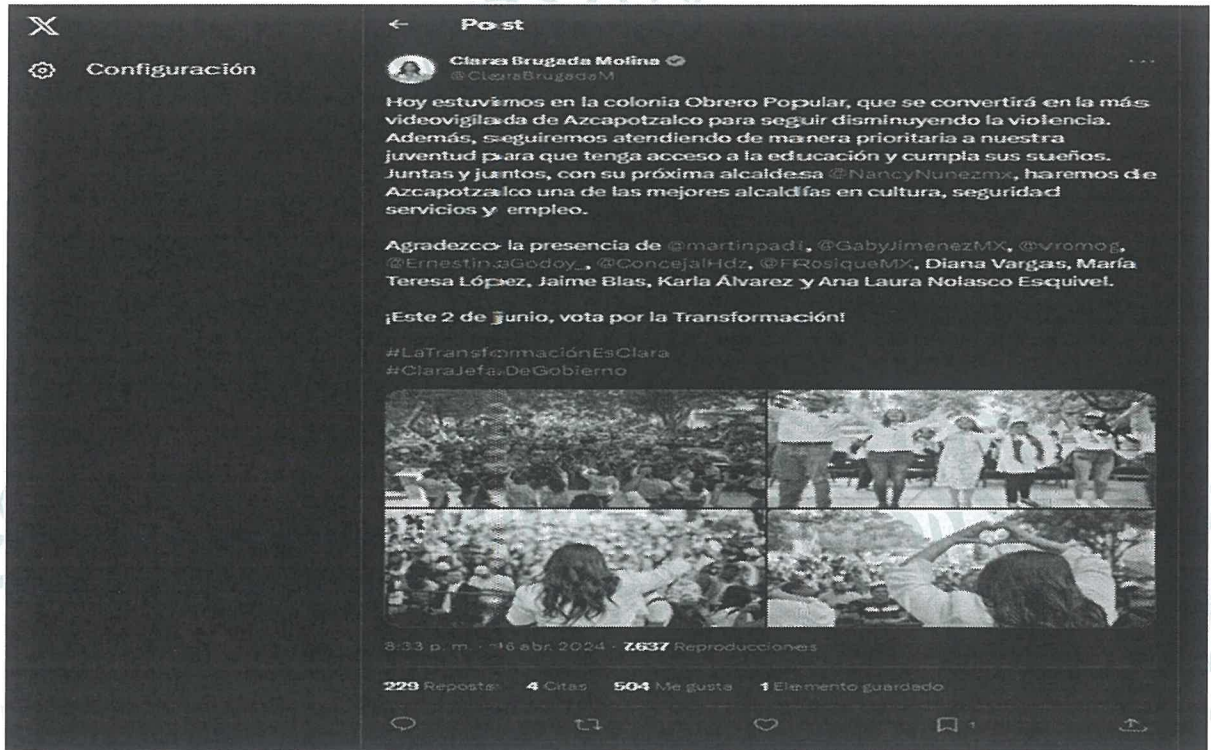 Post
Configuración
Clara Brugada Molina
@ClaraBrugadaM
Hoy estuvimos en la colonia Obrero Popular, que se convertirá en la más
videovigilada de Azcapotzalco para seguir disminuyendo la violencia.
Además, seguiremos atendiendo de manera prioritaria a nuestra
juventud para que tenga acceso a la educación y cumpla sus sueños.
Juntas y juntos, con su próxima alcaldesa @NancyNunezmx, haremos de
Azcapotzalco una de las mejores alcaldías en cultura, seguridad
servicios y empleo.
Agradezco la presencia de @martinpadi, @GabyJimenezMX, @vromog,
@ErnestinaGodoy_, @ConcejalHdz, @FRosiqueMX, Diana Vargas, María
Teresa López, Jaime Blas, Karla Álvarez y Ana Laura Nolasco Esquivel.
¡Este 2 de junio, vota por la Transformación!
#LaTransformaciónEsClara
#ClaraJefaDeGobierno
8:33 p. m. · 16 abr. 2024 · 7.637 Reproducciones
229 Reposts 4 Citas 504 Me gusta 1 Elemento guardado
1